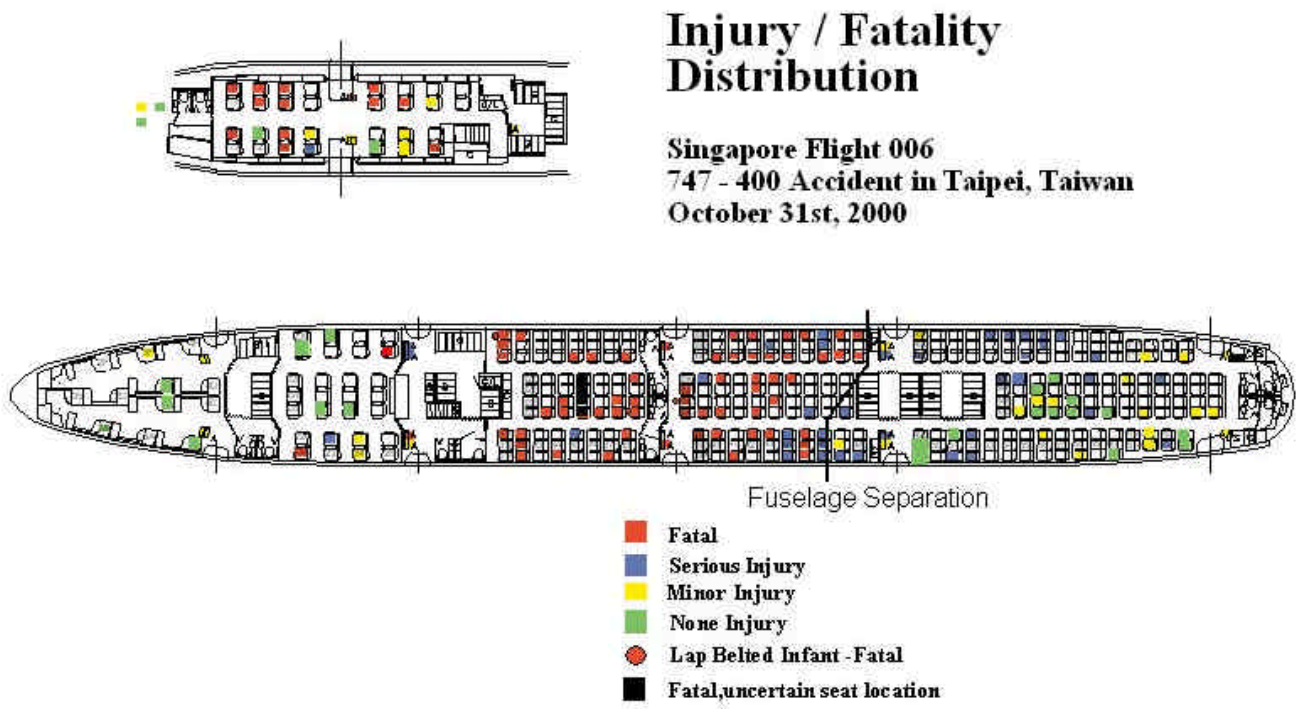 Injury / Fatality
Distribution
Singapore Flight 006
747 - 400 Accident in Taipei, Taiwan
October 31st, 2000
Fuselage Separation
Fatal
Serious Injury
Minor Injury
None Injury
Lap Belted Infant -Fatal
Fatal,uncertain seat location